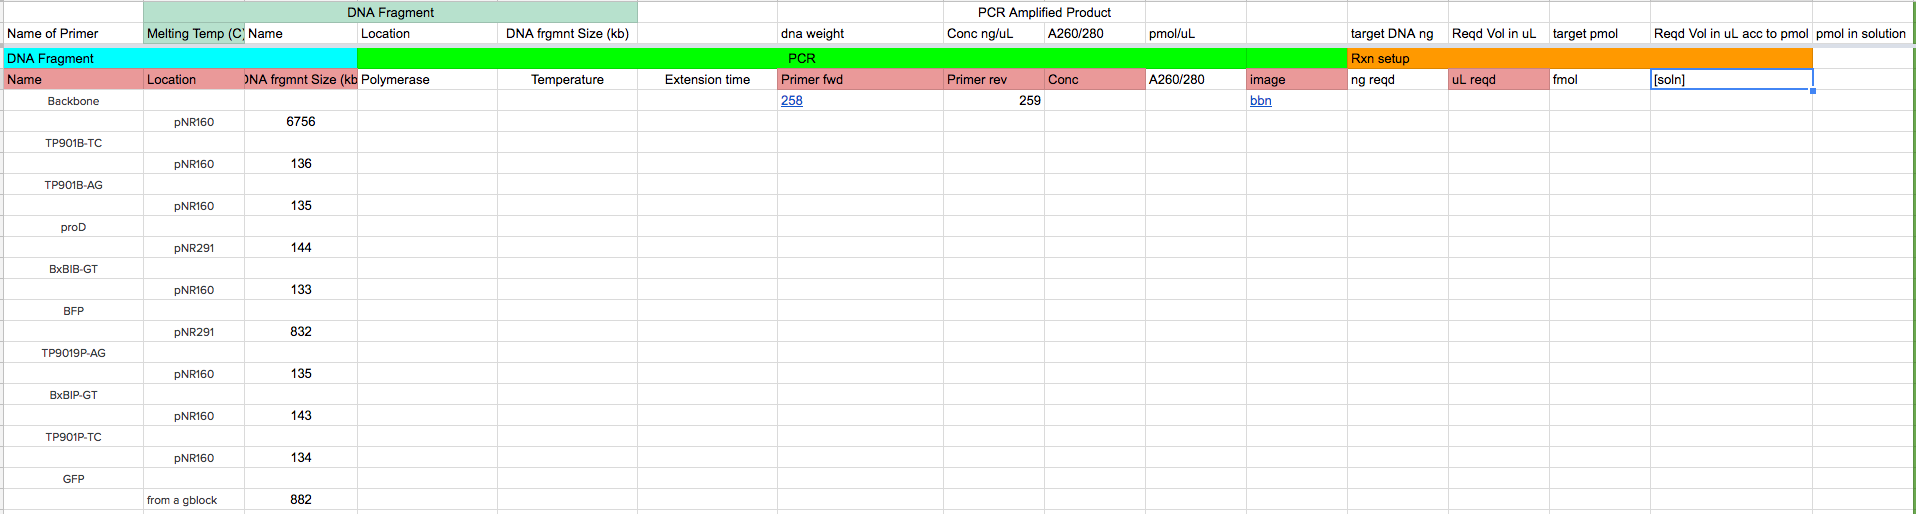 DNA Fragment PCR Amplified Product
Name of Primer Melting Temp (C) Name Location DNA frgmnt Size (kb) dna weight Conc ng/uL A260/280 pmol/uL target DNA ng Reqd Vol in uL target pmol Reqd Vol in uL acc to pmol pmol in solution
DNA Fragment PCR Rxn setup
Name Location DNA frgmnt Size (kb Polymerase Temperature Extension time Primer fwd Primer rev Conc A260/280 image ng reqd uL reqd fmol [soln]
Backbone 258 259 bbn
pNR160 6756
TP901B-TC
pNR160 136
TP901B-AG
pNR160 135
proD
pNR291 144
BxBIB-GT
pNR160 133
BFP
pNR291 832
TP9019P-AG
pNR160 135
BxBIP-GT
pNR160 143
TP901P-TC
pNR160 134
GFP
from a gblock 882